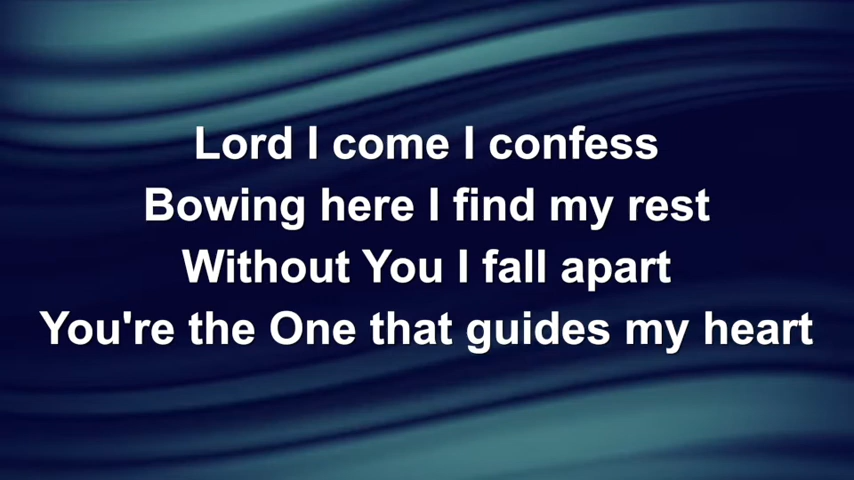 Lord I come I confess
Bowing here I find my rest
Without You I fall apart
You're the One that guides my heart